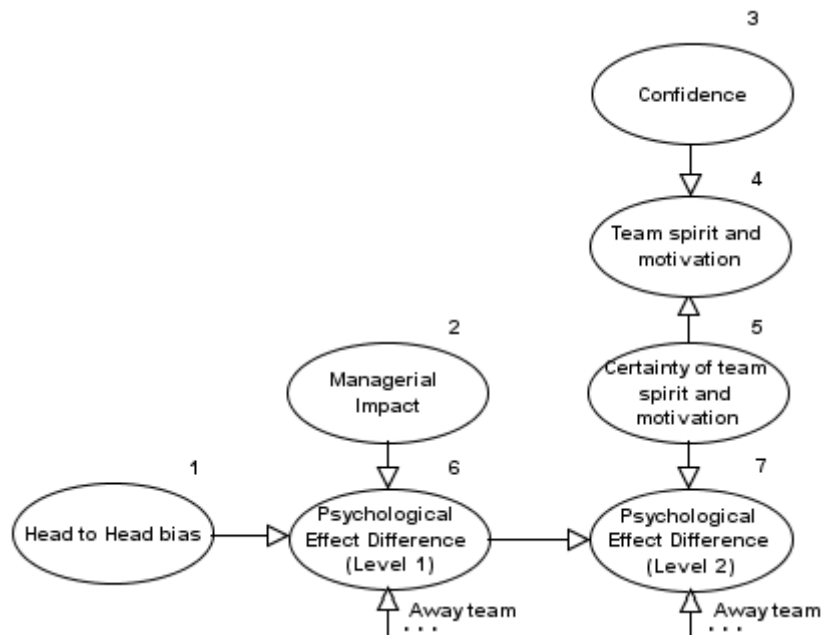 3
Confidence
4
Team spirit and
motivation
2
5
Managerial
Impact
Certainty of team
spirit and
motivation
1
6
7
Head to Head bias
Psychological
Effect Difference
(Level 1)
Psychological
Effect Difference
(Level 2)
Away team
. . .
Away team
. . .